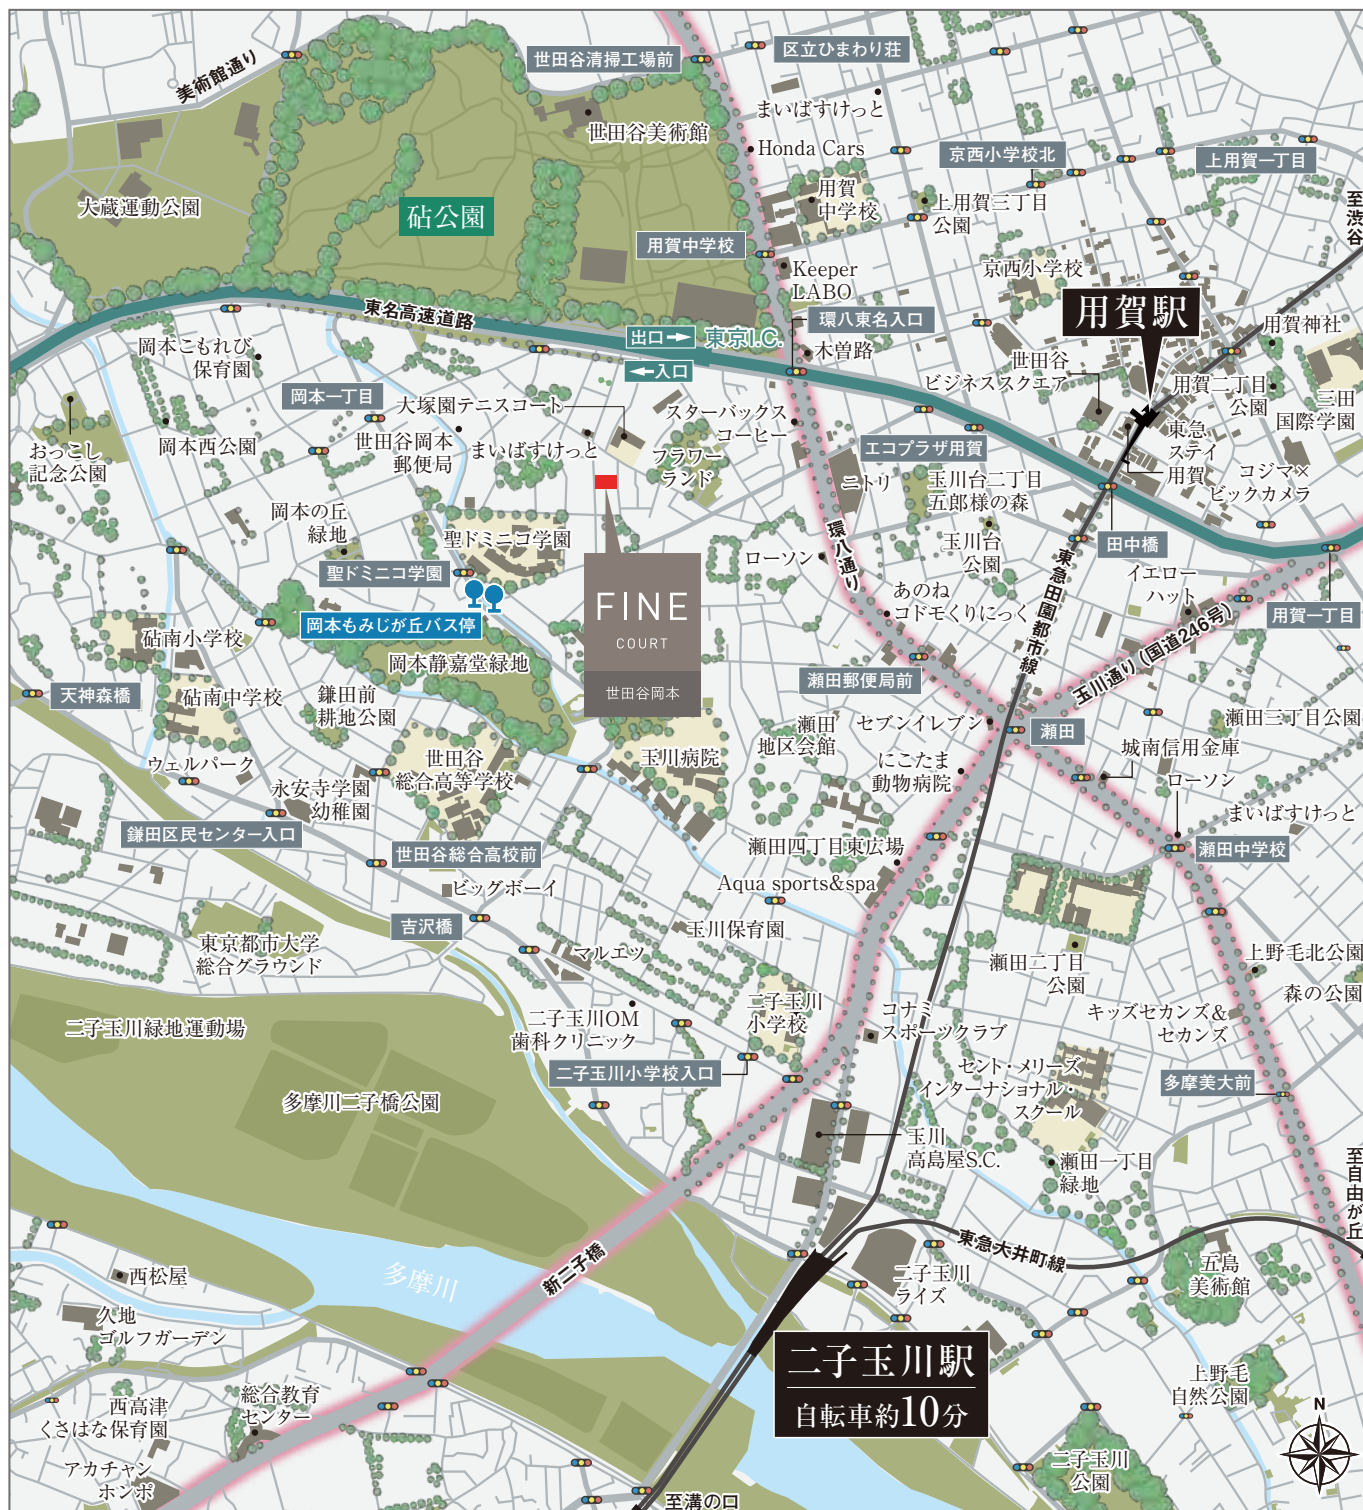 世田谷清掃工場前
区立ひまわり荘
美術館通り
まいばすけっと
世田谷美術館
Honda Cars
京西小学校北
上用賀一丁目
大蔵運動公園
砧公園
用賀
中学校
上用賀三丁目
公園
至渋谷
用賀中学校
Keeper
LABO
京西小学校
用賀駅
東名高速道路
出口
東京I.C.
入口
環八東名入口
木曽路
用賀神社
岡本こもれび
保育園
世田谷
ビジネススクエア
用賀二丁目
公園
三田
国際学園
岡本一丁目
大塚園テニスコート
スターバックス
コーヒー
おっこし
記念公園
岡本西公園
世田谷岡本
郵便局
まいばすけっと
フラワー
ランド
エコプラザ用賀
東急
ステイ
用賀
コジマ×
ビックカメラ
ニトリ
玉川台二丁目
五郎様の森
岡本の丘
緑地
聖ドミニコ学園
環八通り
ローソン
玉川台
公園
田中橋
東急田園都市線
聖ドミニコ学園
FINE
COURT
世田谷岡本
イエロー
ハット
あのね
コドモくりにっく
用賀一丁目
岡本もみじが丘バス停
砧南小学校
岡本静嘉堂緑地
玉川通り(国道246号)
天神森橋
砧南中学校
鎌田前
耕地公園
瀬田郵便局前
瀬田
地区会館
セブンイレブン
瀬田
瀬田三丁目公園
世田谷
総合高等学校
玉川病院
にこたま
動物病院
城南信用金庫
ウェルパーク
永安寺学園
幼稚園
ローソン
まいばすけっと
鎌田区民センター入口
世田谷総合高校前
瀬田四丁目東広場
瀬田中学校
ビッグボーイ
Aqua sports&spa
吉沢橋
玉川保育園
東京都市大学
総合グラウンド
マルエツ
瀬田二丁目
公園
上野毛北公園
森の公園
二子玉川緑地運動場
二子玉川OM
歯科クリニック
二子玉川
小学校
コナミ
スポーツクラブ
キッズセカンズ&
セカンズ
二子玉川小学校入口
セント・メリーズ
インターナショナル・
スクール
多摩美大前
多摩川二子橋公園
玉川
高島屋S.C.
瀬田一丁目
緑地
至自由が丘
新二子橋
東急大井町線
多摩川
二子玉川
ライズ
五島
美術館
西松屋
久地
ゴルフガーデン
二子玉川駅
自転車約10分
上野毛
自然公園
西高津
くさはな保育園
総合教育
センター
N
アカチャン
ホンポ
二子玉川
公園
至溝の口